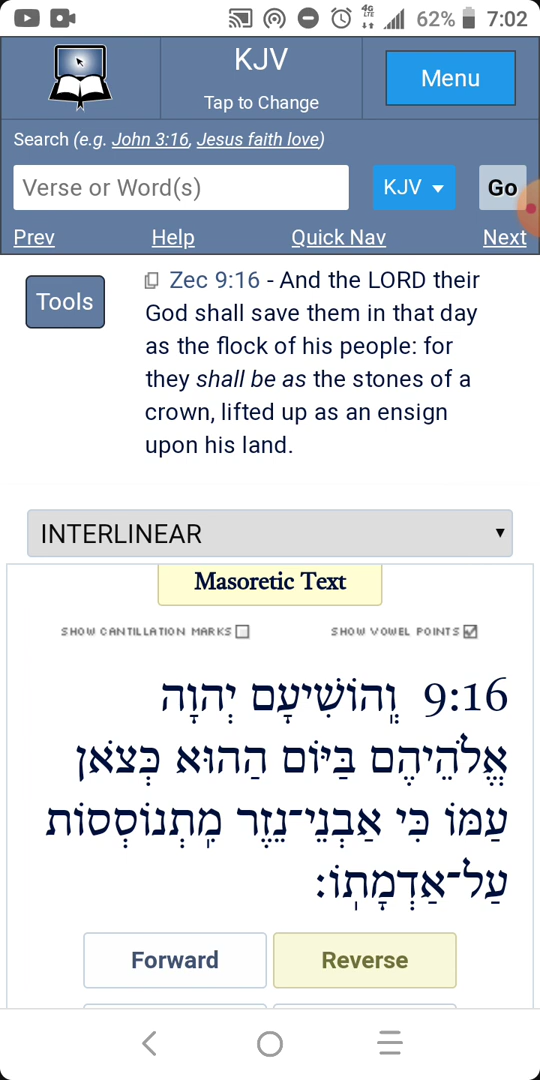 4G
LTE
62%
7:02
KJV
Tap to Change
Menu
Search (e.g. John 3:16, Jesus faith love)
Verse or Word(s)
KJV
Go
Prev
Help
Quick Nav
Next
Tools
Zec 9:16 - And the LORD their
God shall save them in that day
as the flock of his people: for
they shall be as the stones of a
crown, lifted up as an ensign
upon his land.
INTERLINEAR
Masoretic Text
SHOW CANTILLATION MARKS
SHOW VOWEL POINTS
9:16 וְֽהוֹשִׁיעָם יְהוָה
אֱלֹהֵיהֶם בַּיּוֹם הַהוּא כְּצֹאן
עַמּוֹ כִּי אַבְנֵי־נֵזֶר מִֽתְנוֹסְסוֹת
עַל־אַדְמָתֽוֹ׃
Forward
Reverse